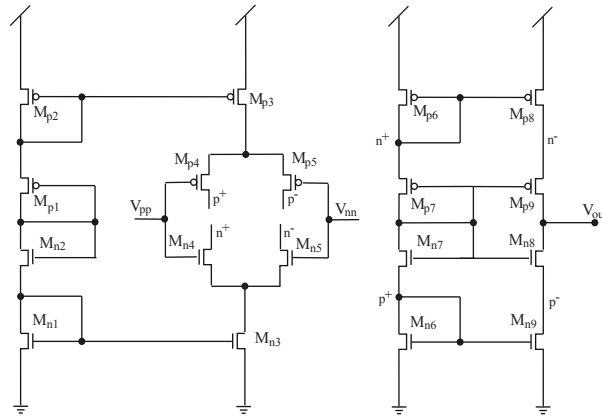 Mp2
Mp3
Mp6
Mp8
n+
n-
Mp4
Mp5
p+
p-
Mp1
Mp7
Mp9
Vpp
Vnn
Vou
Mn2
Mn4
n+
n-
Mn5
Mn7
Mn8
p+
p-
Mn1
Mn3
Mn6
Mn9